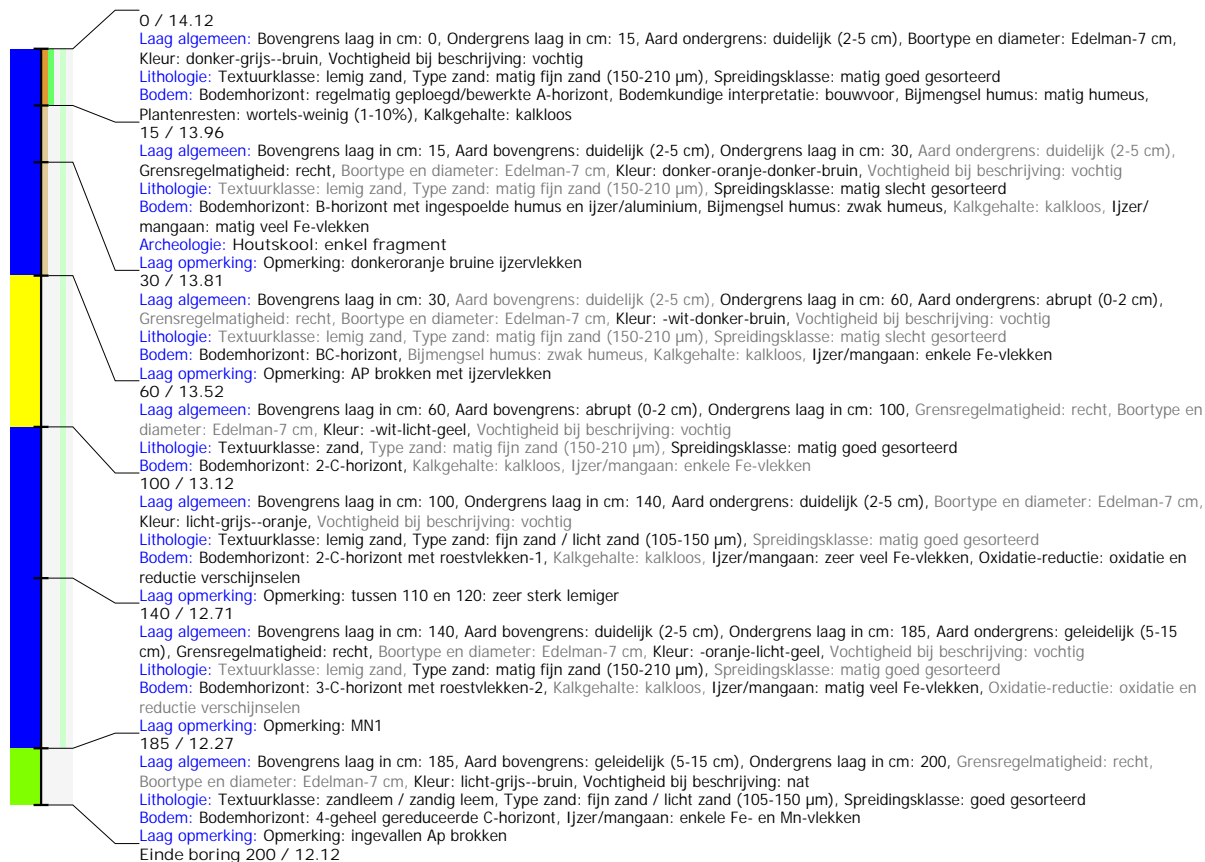 0 / 14.12
Laag algemeen: Bovengrens laag in cm: 0, Ondergrens laag in cm: 15, Aard ondergrens: duidelijk (2-5 cm), Boortype en diameter: Edelman-7 cm,
Kleur: donker-grijs--bruin, Vochtigheid bij beschrijving: vochtig
Lithologie: Textuurklasse: lemig zand, Type zand: matig fijn zand (150-210 µm), Spreidingsklasse: matig goed gesorteerd
Bodem: Bodemhorizont: regelmatig geploegd/bewerkte A-horizont, Bodemkundige interpretatie: bouwvoor, Bijmengsel humus: matig humeus,
Plantenresten: wortels-weinig (1-10%), Kalkgehalte: kalkloos
15 / 13.96
Laag algemeen: Bovengrens laag in cm: 15, Aard bovengrens: duidelijk (2-5 cm), Ondergrens laag in cm: 30, Aard ondergrens: duidelijk (2-5 cm),
Grensregelmatigheid: recht, Boortype en diameter: Edelman-7 cm, Kleur: donker-oranje-donker-bruin, Vochtigheid bij beschrijving: vochtig
Lithologie: Textuurklasse: lemig zand, Type zand: matig fijn zand (150-210 µm), Spreidingsklasse: matig slecht gesorteerd
Bodem: Bodemhorizont: B-horizont met ingespoelde humus en ijzer/aluminium, Bijmengsel humus: zwak humeus, Kalkgehalte: kalkloos, Ijzer/
mangaan: matig veel Fe-vlekken
Archeologie: Houtskool: enkel fragment
Laag opmerking: Opmerking: donkeroranje bruine ijzervlekken
30 / 13.81
Laag algemeen: Bovengrens laag in cm: 30, Aard bovengrens: duidelijk (2-5 cm), Ondergrens laag in cm: 60, Aard ondergrens: abrupt (0-2 cm),
Grensregelmatigheid: recht, Boortype en diameter: Edelman-7 cm, Kleur: -wit-donker-bruin, Vochtigheid bij beschrijving: vochtig
Lithologie: Textuurklasse: lemig zand, Type zand: matig fijn zand (150-210 µm), Spreidingsklasse: matig slecht gesorteerd
Bodem: Bodemhorizont: BC-horizont, Bijmengsel humus: zwak humeus, Kalkgehalte: kalkloos, Ijzer/mangaan: enkele Fe-vlekken
Laag opmerking: Opmerking: AP brokken met ijzervlekken
60 / 13.52
Laag algemeen: Bovengrens laag in cm: 60, Aard bovengrens: abrupt (0-2 cm), Ondergrens laag in cm: 100, Grensregelmatigheid: recht, Boortype en
diameter: Edelman-7 cm, Kleur: -wit-licht-geel, Vochtigheid bij beschrijving: vochtig
Lithologie: Textuurklasse: zand, Type zand: matig fijn zand (150-210 µm), Spreidingsklasse: matig goed gesorteerd
Bodem: Bodemhorizont: 2-C-horizont, Kalkgehalte: kalkloos, Ijzer/mangaan: enkele Fe-vlekken
100 / 13.12
Laag algemeen: Bovengrens laag in cm: 100, Ondergrens laag in cm: 140, Aard ondergrens: duidelijk (2-5 cm), Boortype en diameter: Edelman-7 cm,
Kleur: licht-grijs--oranje, Vochtigheid bij beschrijving: vochtig
Lithologie: Textuurklasse: lemig zand, Type zand: fijn zand / licht zand (105-150 µm), Spreidingsklasse: matig goed gesorteerd
Bodem: Bodemhorizont: 2-C-horizont met roestvlekken-1, Kalkgehalte: kalkloos, Ijzer/mangaan: zeer veel Fe-vlekken, Oxidatie-reductie: oxidatie en
reductie verschijnselen
Laag opmerking: Opmerking: tussen 110 en 120: zeer sterk lemiger
140 / 12.71
Laag algemeen: Bovengrens laag in cm: 140, Aard bovengrens: duidelijk (2-5 cm), Ondergrens laag in cm: 185, Aard ondergrens: geleidelijk (5-15
cm), Grensregelmatigheid: recht, Boortype en diameter: Edelman-7 cm, Kleur: -oranje-licht-geel, Vochtigheid bij beschrijving: vochtig
Lithologie: Textuurklasse: lemig zand, Type zand: matig fijn zand (150-210 µm), Spreidingsklasse: matig goed gesorteerd
Bodem: Bodemhorizont: 3-C-horizont met roestvlekken-2, Kalkgehalte: kalkloos, Ijzer/mangaan: matig veel Fe-vlekken, Oxidatie-reductie: oxidatie en
reductie verschijnselen
Laag opmerking: Opmerking: MN1
185 / 12.27
Laag algemeen: Bovengrens laag in cm: 185, Aard bovengrens: geleidelijk (5-15 cm), Ondergrens laag in cm: 200, Grensregelmatigheid: recht,
Boortype en diameter: Edelman-7 cm, Kleur: licht-grijs--bruin, Vochtigheid bij beschrijving: nat
Lithologie: Textuurklasse: zandleem / zandig leem, Type zand: fijn zand / licht zand (105-150 µm), Spreidingsklasse: goed gesorteerd
Bodem: Bodemhorizont: 4-geheel gereduceerde C-horizont, Ijzer/mangaan: enkele Fe- en Mn-vlekken
Laag opmerking: Opmerking: ingevallen Ap brokken
Einde boring 200 / 12.12